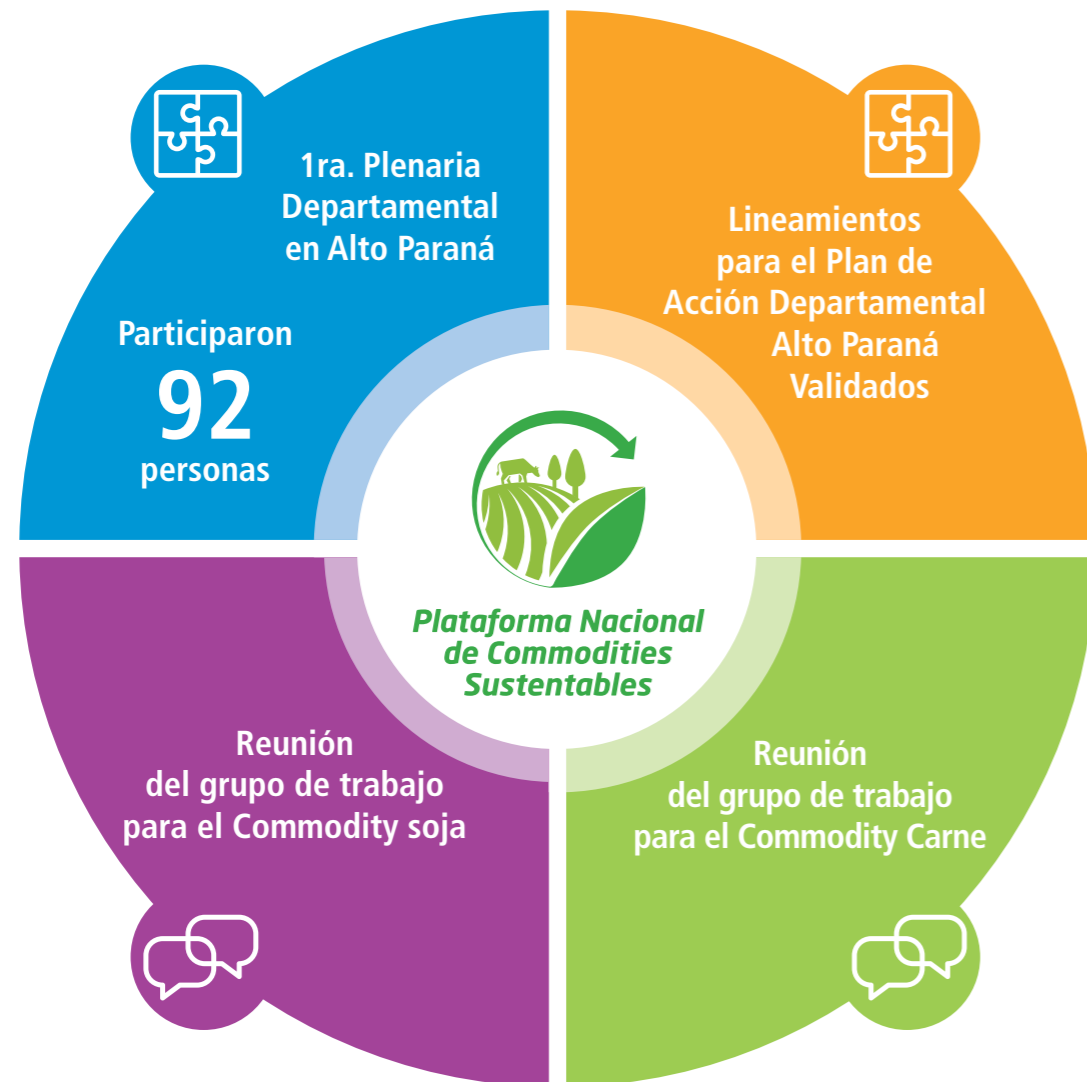 1ra. Plenaria
Departamental
en Alto Paraná
Participaron
92
personas
Lineamientos
para el Plan de
Acción Departamental
Alto Paraná
Validados
Plataforma Nacional
de Commodities
Sustentables
Reunión
del grupo de trabajo
para el Commodity soja
Reunión
del grupo de trabajo
para el Commodity Carne